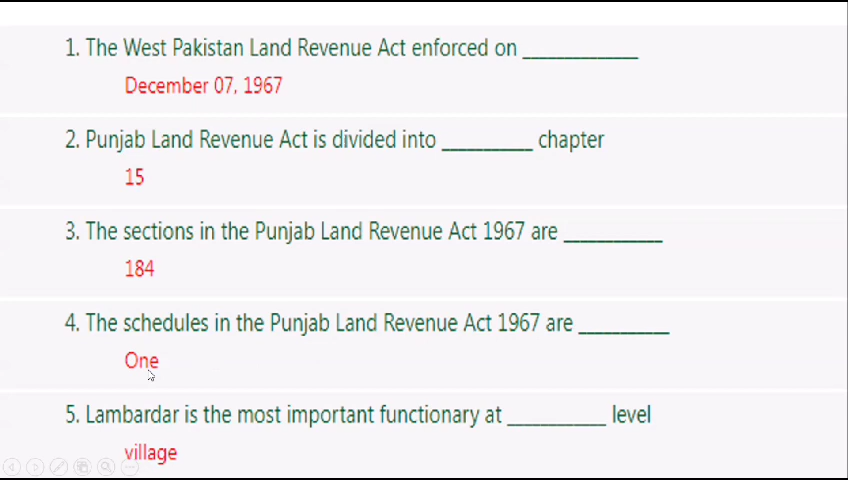 1. The West Pakistan Land Revenue Act enforced on _____________
December 07, 1967
2. Punjab Land Revenue Act is divided into __________ chapter
15
3. The sections in the Punjab Land Revenue Act 1967 are ___________
184
4. The schedules in the Punjab Land Revenue Act 1967 are __________
One
5. Lambardar is the most important functionary at ___________ level
village